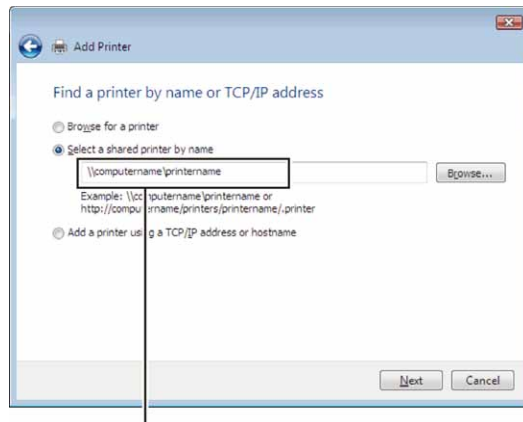 Add Printer
Find a printer by name or TCP/IP address
Browse for a printer
Select a shared printer by name
\\computername\printername
Browse...
Example: \\computername\printername or
http://computername/printers/printername/.printer
Add a printer using a TCP/IP address or hostname
Next Cancel